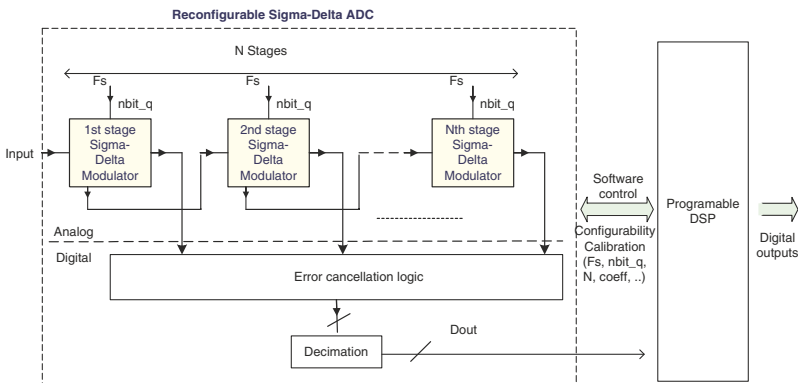 Reconfigurable Sigma-Delta ADC
N Stages
Fs
Fs
Fs
nbit_q
nbit_q
nbit_q
Input
1st stage
Sigma-
Delta
Modulator
2nd stage
Sigma-
Delta
Modulator
Nth stage
Sigma-
Delta
Modulator
Analog
Digital
Error cancellation logic
Decimation
Dout
Software
control
Configurability
Calibration
(Fs, nbit_q,
N, coeff, ..)
Programable
DSP
Digital
outputs